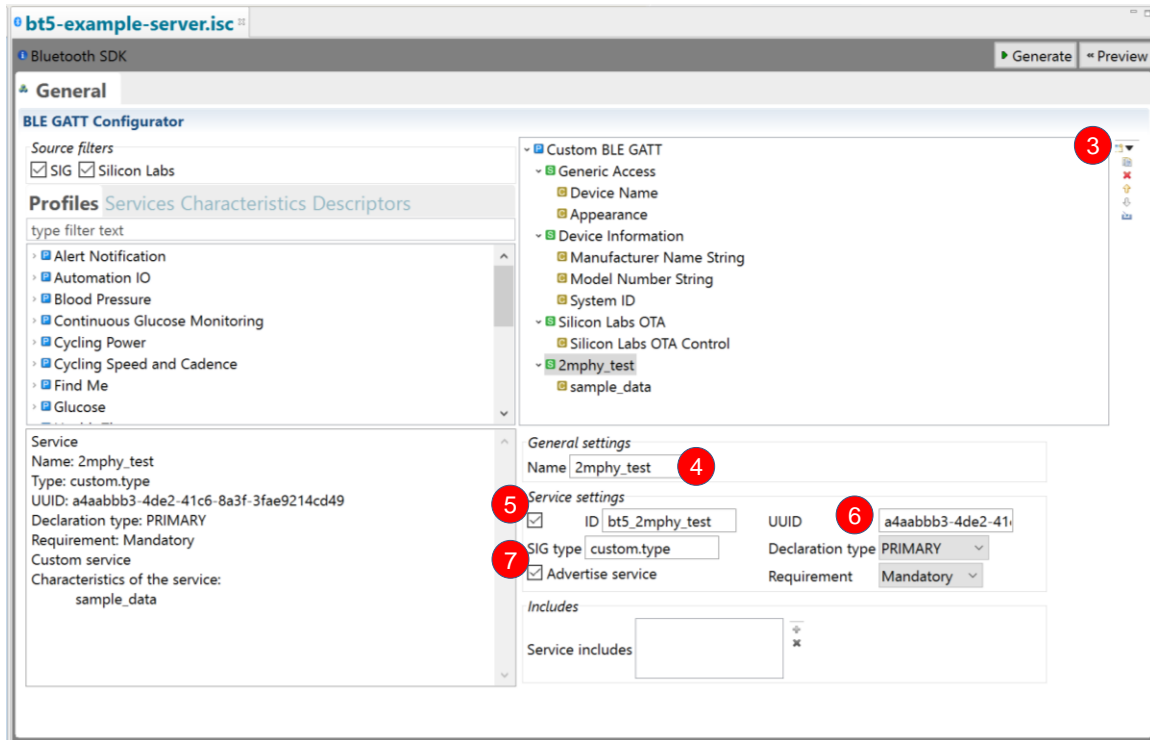 bt5-example-server.isc
Bluetooth SDK
Generate
Preview
General
BLE GATT Configurator
Source filters
SIG Silicon Labs
Profiles Services Characteristics Descriptors
type filter text
Alert Notification
Automation IO
Blood Pressure
Continuous Glucose Monitoring
Cycling Power
Cycling Speed and Cadence
Find Me
Glucose
Service
Name: 2mphy_test
Type: custom.type
UUID: a4aabbb3-4de2-41c6-8a3f-3fae9214cd49
Declaration type: PRIMARY
Requirement: Mandatory
Custom service
Characteristics of the service:
sample_data
3
P Custom BLE GATT
S Generic Access
C Device Name
C Appearance
S Device Information
C Manufacturer Name String
C Model Number String
C System ID
S Silicon Labs OTA
C Silicon Labs OTA Control
S 2mphy_test
C sample_data
General settings
Name 2mphy_test 4
Service settings
5 ID bt5_2mphy_test UUID 6 a4aabbb3-4de2-41
SIG type custom.type Declaration type PRIMARY
7 Advertise service Requirement Mandatory
Includes
Service includes